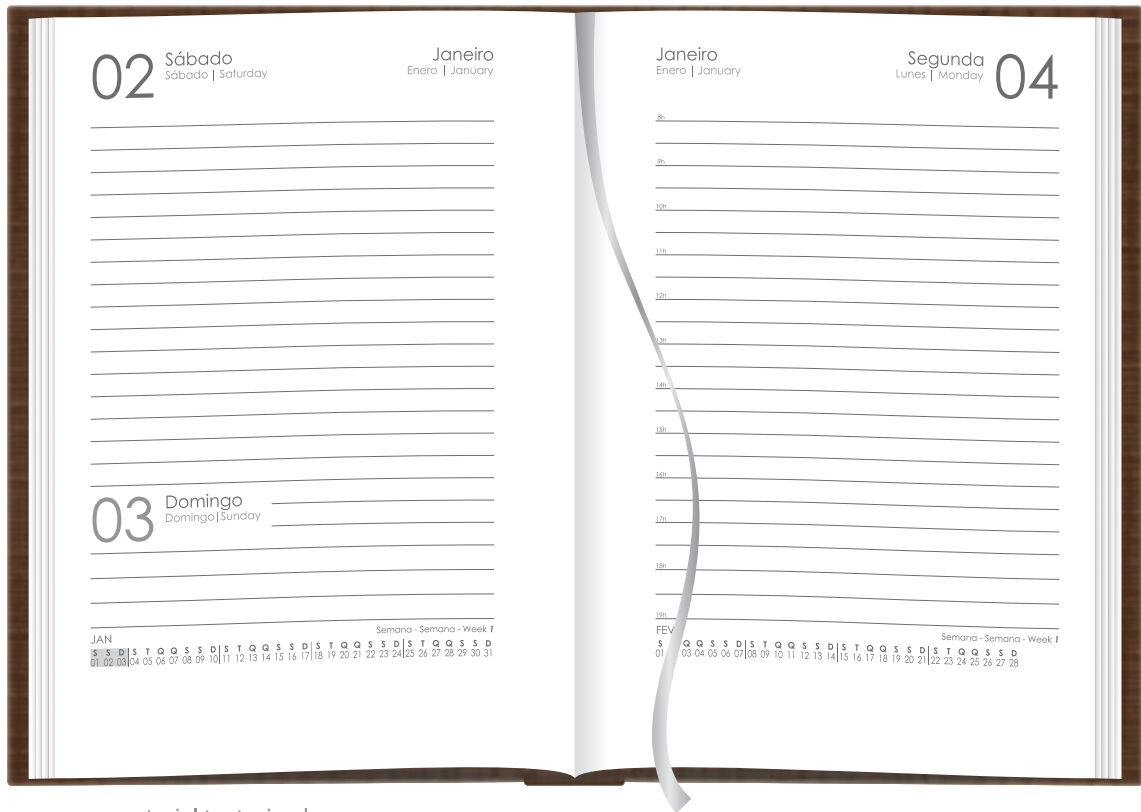 02 Sábado
Sábado | Saturday
Janeiro
Enero | January
03 Domingo
Domingo | Sunday
Semana - Semana - Week 1
JAN
S S D S T Q Q S S D S T Q Q S S D S T Q Q S S D S T Q Q S S D
01 02 03 04 05 06 07 08 09 10 11 12 13 14 15 16 17 18 19 20 21 22 23 24 25 26 27 28 29 30 31
Janeiro
Enero | January
Segunda 04
Lunes | Monday
8h
9h
10h
11h
12h
13h
14h
15h
16h
17h
18h
19h
FEV
Semana - Semana - Week 1
S Q Q S S D S T Q Q S S D S T Q Q S S D S T Q Q S S D
01 03 04 05 06 07 08 09 10 11 12 13 14 15 16 17 18 19 20 21 22 23 24 25 26 27 28